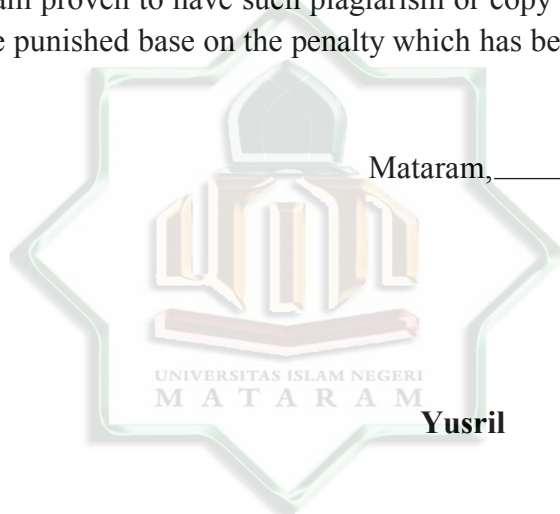 am proven to have such plagiarism or copy
e punished base on the penalty which has be
Mataram,
UNIVERSITAS ISLAM NEGERI
MATARAM
Yusril